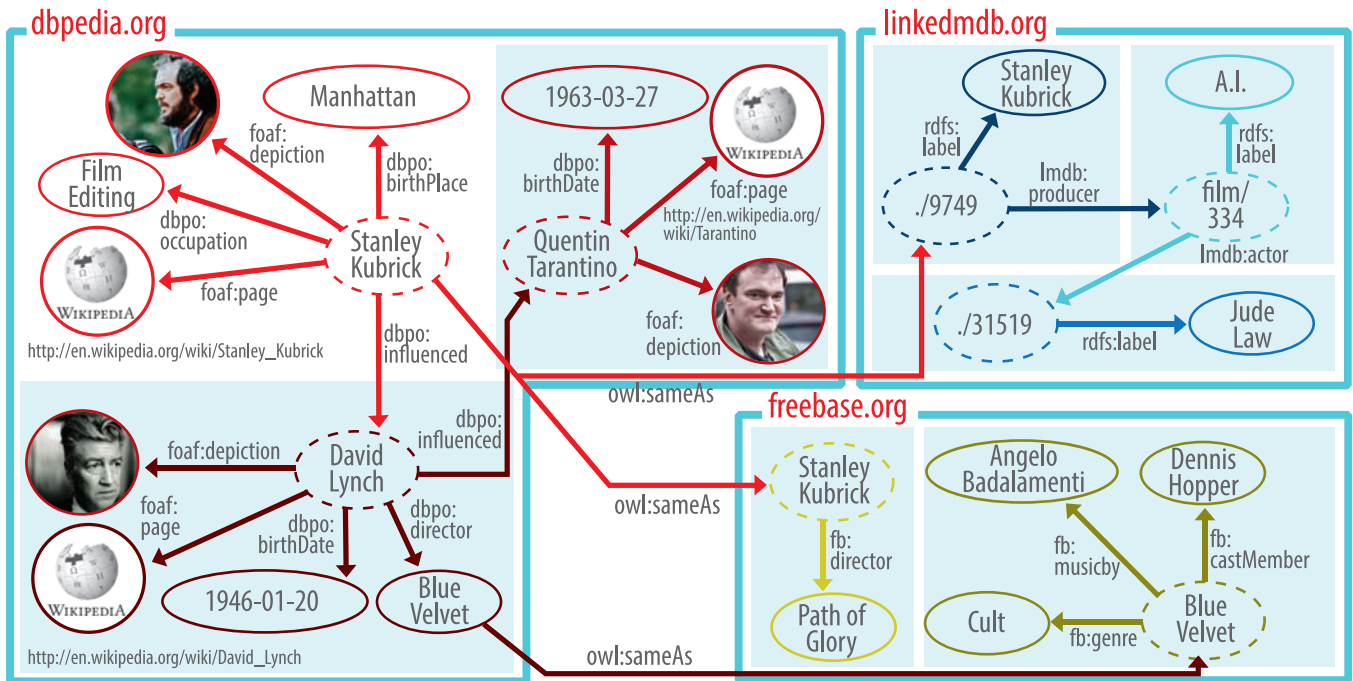 dbpedia.org
linkedmdb.org
freebase.org
Manhattan
foaf:
depiction
dbpo:
birthPlace
Film
Editing
dbpo:
occupation
Stanley
Kubrick
WIKIPEDIA
foaf:page
http://en.wikipedia.org/wiki/Stanley_Kubrick
dbpo:
influenced
1963-03-27
dbpo:
birthDate
WIKIPEDIA
foaf:page
http://en.wikipedia.org/
wiki/Tarantino
Quentin
Tarantino
foaf:
depiction
owl:sameAs
dbpo:
influenced
foaf:depiction
David
Lynch
foaf:
page
dbpo:
birthDate
dbpo:
director
WIKIPEDIA
1946-01-20
Blue
Velvet
http://en.wikipedia.org/wiki/David_Lynch
owl:sameAs
owl:sameAs
Stanley
Kubrick
A.I.
rdfs:
label
rdfs:
label
./9749
lmdb:
producer
film/
334
lmdb:actor
./31519
rdfs:label
Jude
Law
Stanley
Kubrick
fb:
director
Path of
Glory
Angelo
Badalamenti
Dennis
Hopper
fb:
musicby
fb:
castMember
Cult
fb:genre
Blue
Velvet